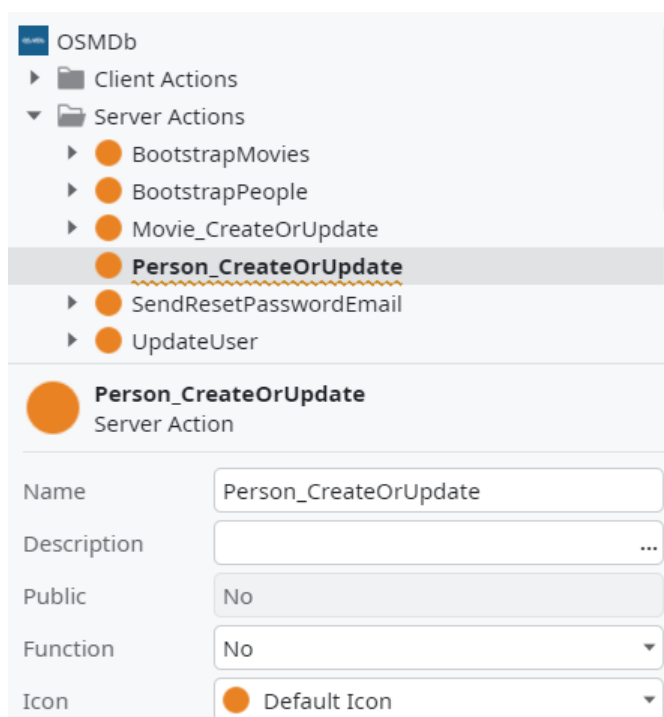 OSMDb
Client Actions
Server Actions
BootstrapMovies
BootstrapPeople
Movie_CreateOrUpdate
Person_CreateOrUpdate
SendResetPasswordEmail
UpdateUser
Person_CreateOrUpdate
Server Action
Name Person_CreateOrUpdate
Description ...
Public No
Function No
Icon Default Icon